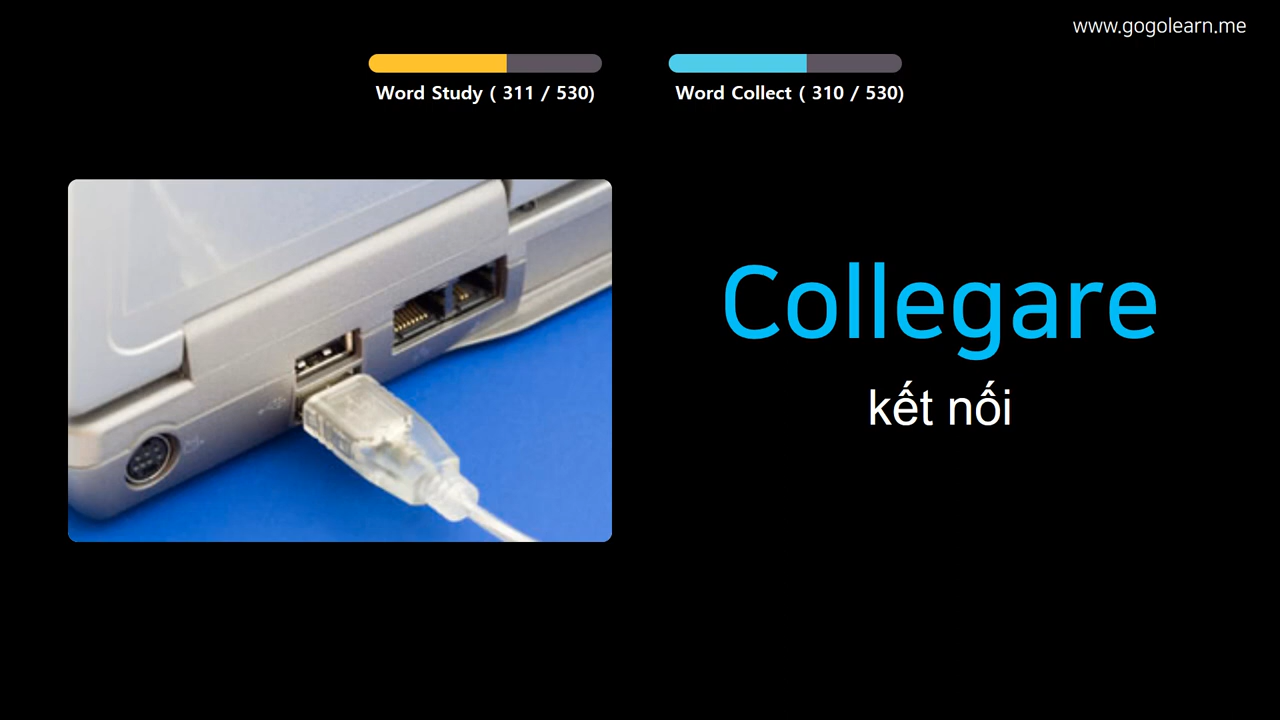 www.gogolearn.me
Word Study ( 311 / 530)
Word Collect ( 310 / 530)
Collegare
kết nối